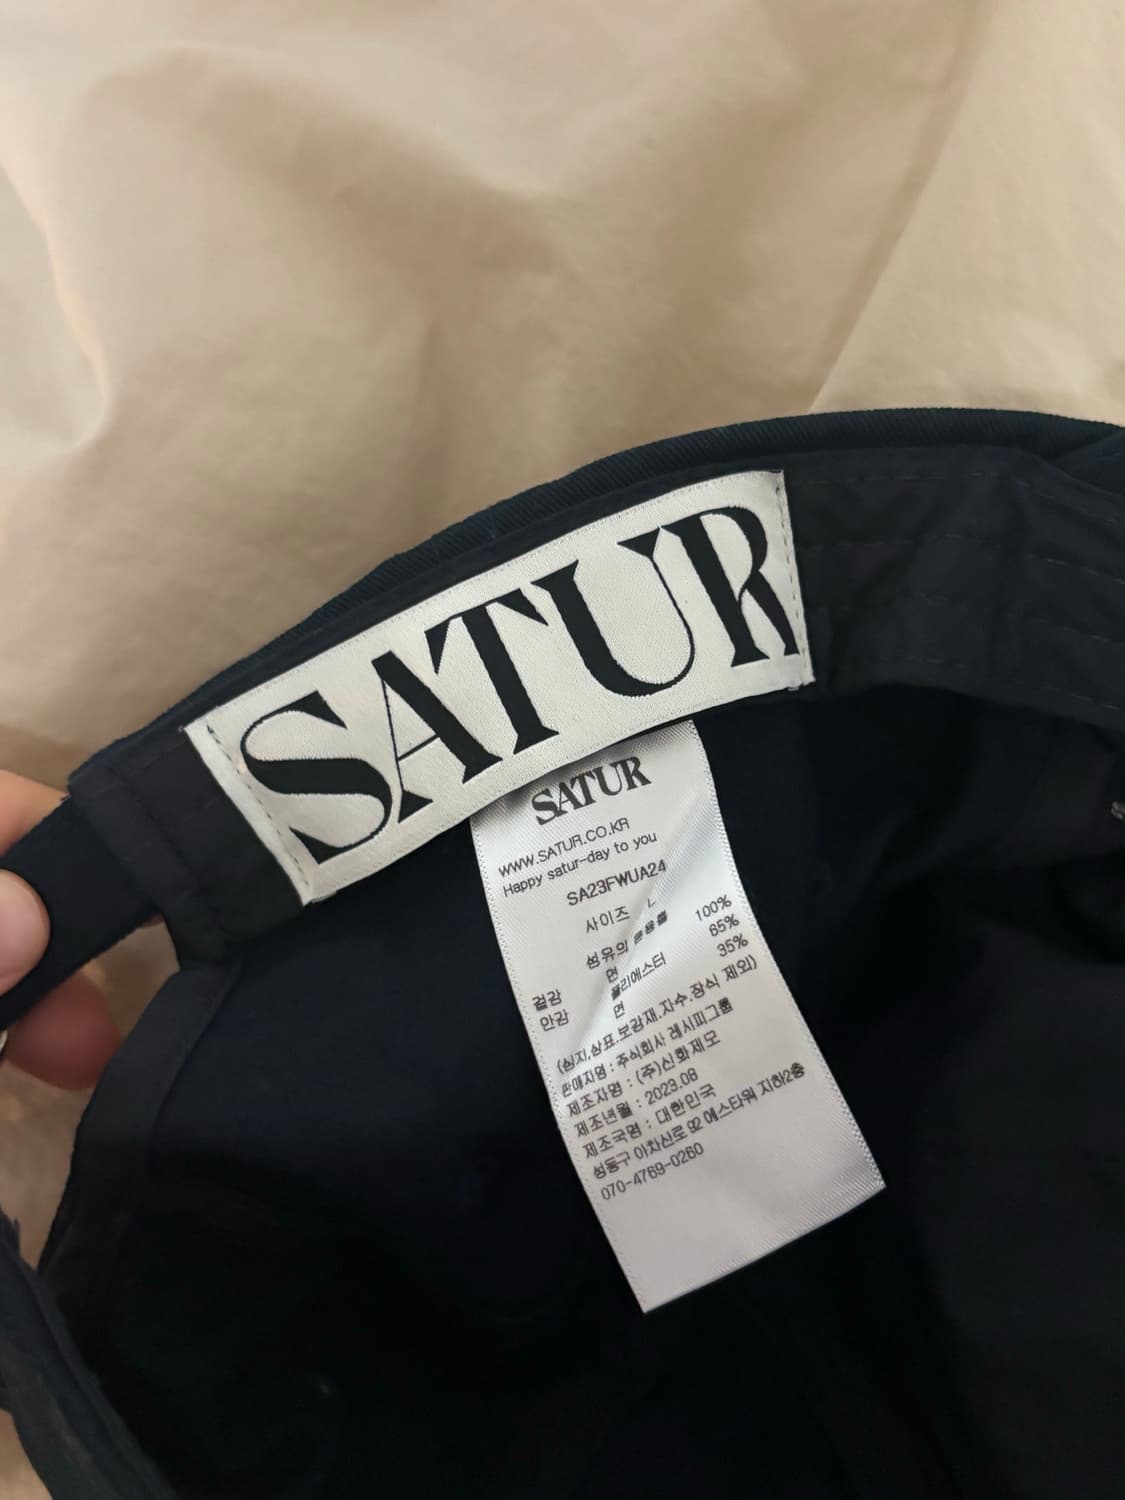 SATUR
SATUR
WWW.SATUR.CO.KR
Happy satur-day to you
SA23FWUA24
사이즈 L
섬유의 혼용률
겉감 면 100%
안감 폴리에스터 65%
면 35%
(심지,상표,보강재,자수,장식 제외)
판매자명 : 주식회사 레시피그룹
제조자명 : (주)신화제모
제조년월 : 2023.08
제조국명 : 대한민국
성동구 아차산로 92 에스타워 지하2층
070-4769-0260